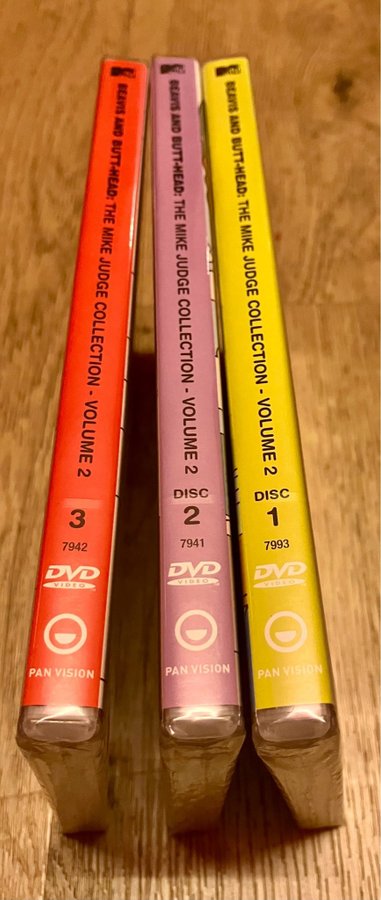 BEAVIS AND BUTT-HEAD: THE MIKE JUDGE COLLECTION - VOLUME 2
3
7942
DVD
VIDEO
PAN VISION
BEAVIS AND BUTT-HEAD: THE MIKE JUDGE COLLECTION - VOLUME 2
DISC
2
7941
DVD
VIDEO
PAN VISION
BEAVIS AND BUTT-HEAD: THE MIKE JUDGE COLLECTION - VOLUME 2
DISC
1
7993
DVD
VIDEO
PAN VISION